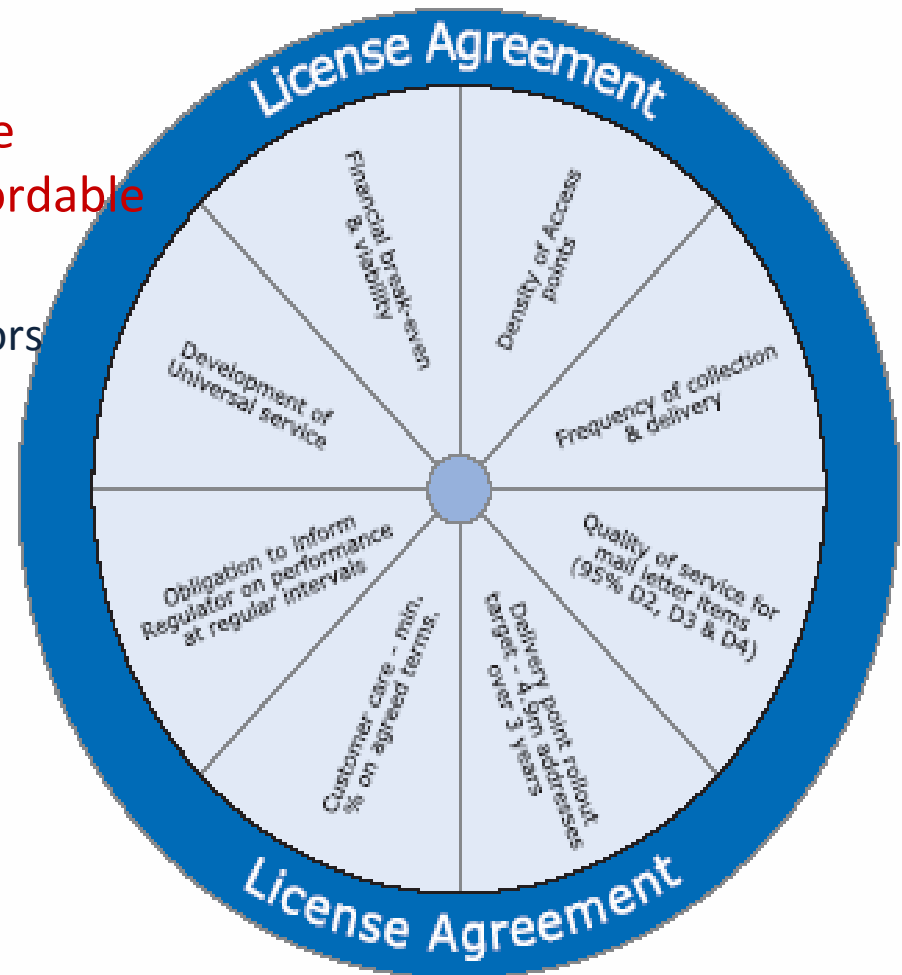 License Agreement
e
ordable
ors
Financial break-even
& viability
Density of Access
points
Frequency of collection
& delivery
Quality of service for
mail letter items
(95% D2, D3 & D4)
Delivery point rollout
target - 4.9m addresses
over 3 years
Customer care - min.
% on agreed terms.
Obligation to inform
Regulator on performance
at regular intervals
Development of
Universal service
License Agreement